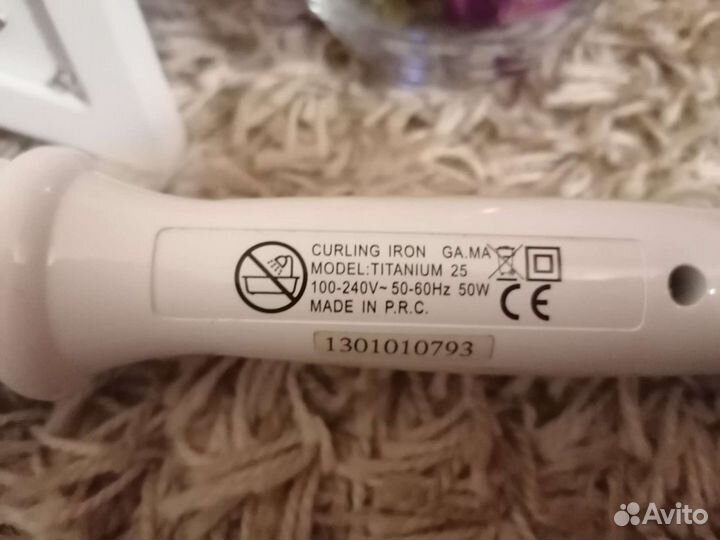 CURLING IRON GA.MA
MODEL:TITANIUM 25
100-240V~ 50-60Hz 50W
MADE IN P.R.C.
CE
1301010793
Avito